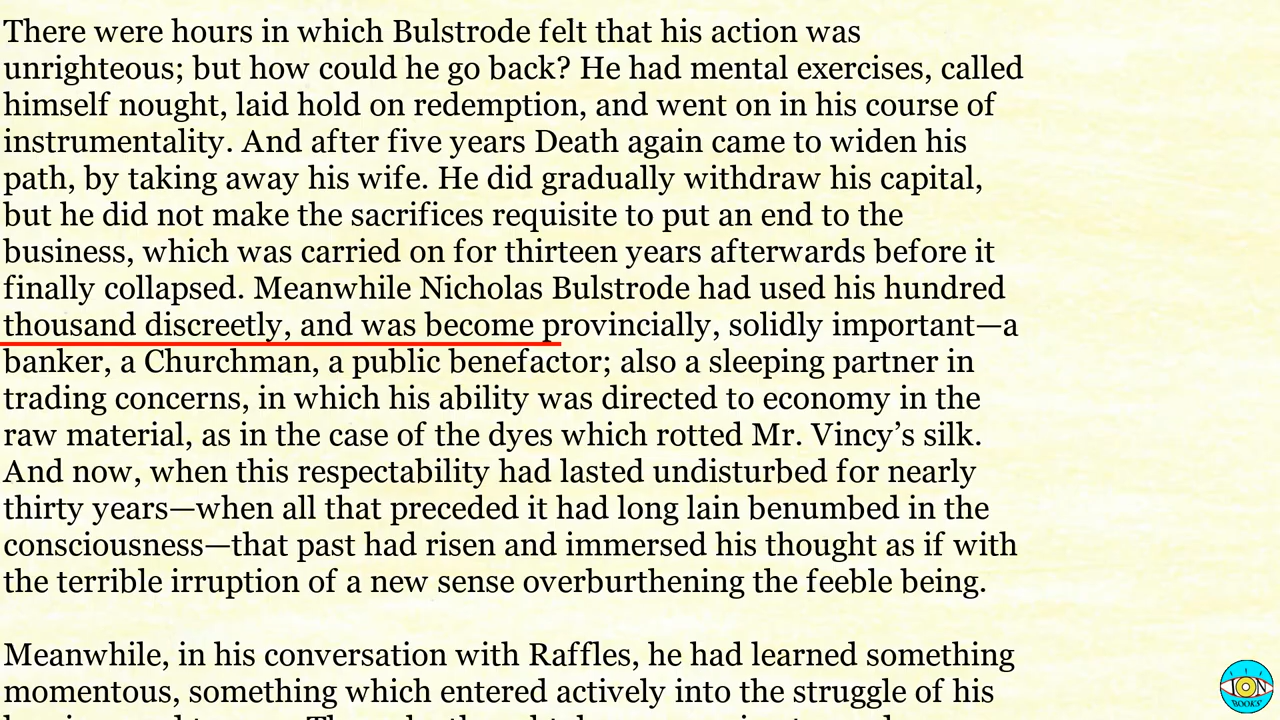 There were hours in which Bulstrode felt that his action was
unrighteous; but how could he go back? He had mental exercises, called
himself nought, laid hold on redemption, and went on in his course of
instrumentality. And after five years Death again came to widen his
path, by taking away his wife. He did gradually withdraw his capital,
but he did not make the sacrifices requisite to put an end to the
business, which was carried on for thirteen years afterwards before it
finally collapsed. Meanwhile Nicholas Bulstrode had used his hundred
thousand discreetly, and was become provincially, solidly important—a
banker, a Churchman, a public benefactor; also a sleeping partner in
trading concerns, in which his ability was directed to economy in the
raw material, as in the case of the dyes which rotted Mr. Vincy’s silk.
And now, when this respectability had lasted undisturbed for nearly
thirty years—when all that preceded it had long lain benumbed in the
consciousness—that past had risen and immersed his thought as if with
the terrible irruption of a new sense overburthening the feeble being.
Meanwhile, in his conversation with Raffles, he had learned something
momentous, something which entered actively into the struggle of his
ION
BOOKS